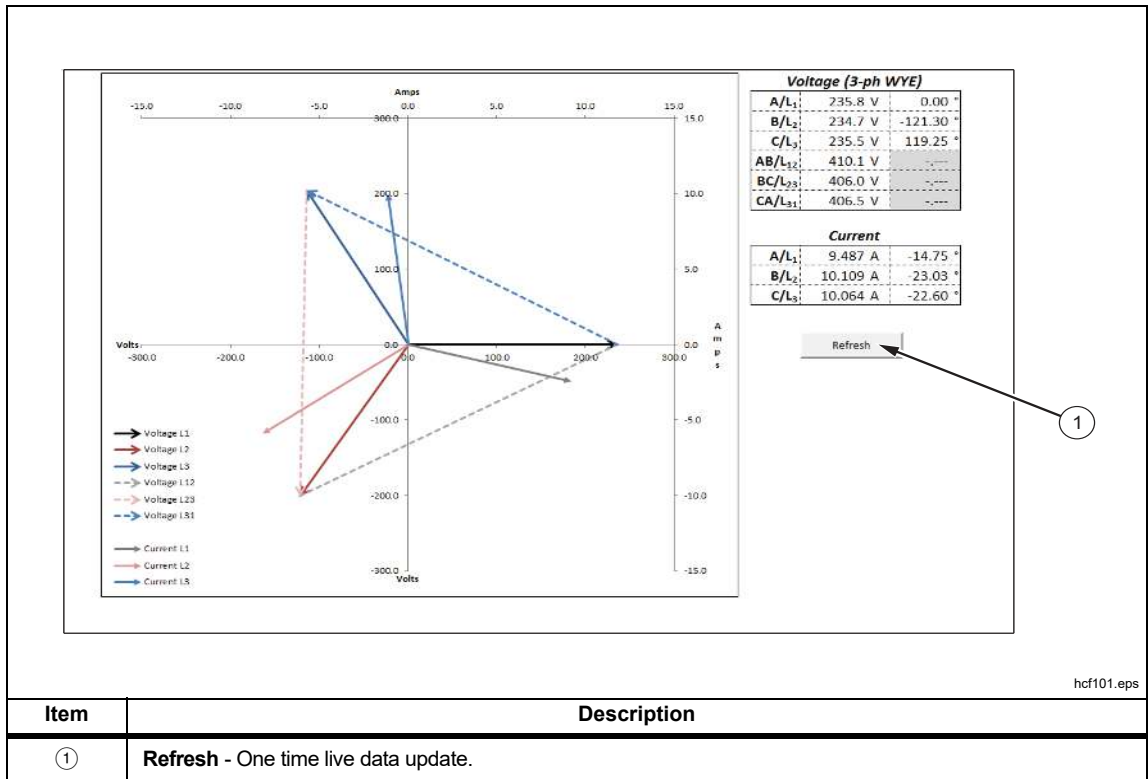 Amps
-15.0 -10.0 -5.0 0.0 5.0 10.0 15.0
300.0 15.0
200.0 10.0
100.0 5.0
Volts 0.0 0.0 Amps
-300.0 -200.0 -100.0 0.0 100.0 200.0 300.0
-100.0 -5.0
-200.0 -10.0
-300.0 -15.0
Volts
Voltage L1
Voltage L2
Voltage L3
Voltage L12
Voltage L23
Voltage L31
Current L1
Current L2
Current L3
Voltage (3-ph WYE)
A/L₁ 235.8 V 0.00 °
B/L₂ 234.7 V -121.30 °
C/L₃ 235.5 V 119.25 °
AB/L₁₂ 410.1 V -.---
BC/L₂₃ 406.0 V -.---
CA/L₃₁ 406.5 V -.---
Current
A/L₁ 9.487 A -14.75 °
B/L₂ 10.109 A -23.03 °
C/L₃ 10.064 A -22.60 °
Refresh
1
hcf101.eps
Item Description
① Refresh - One time live data update.